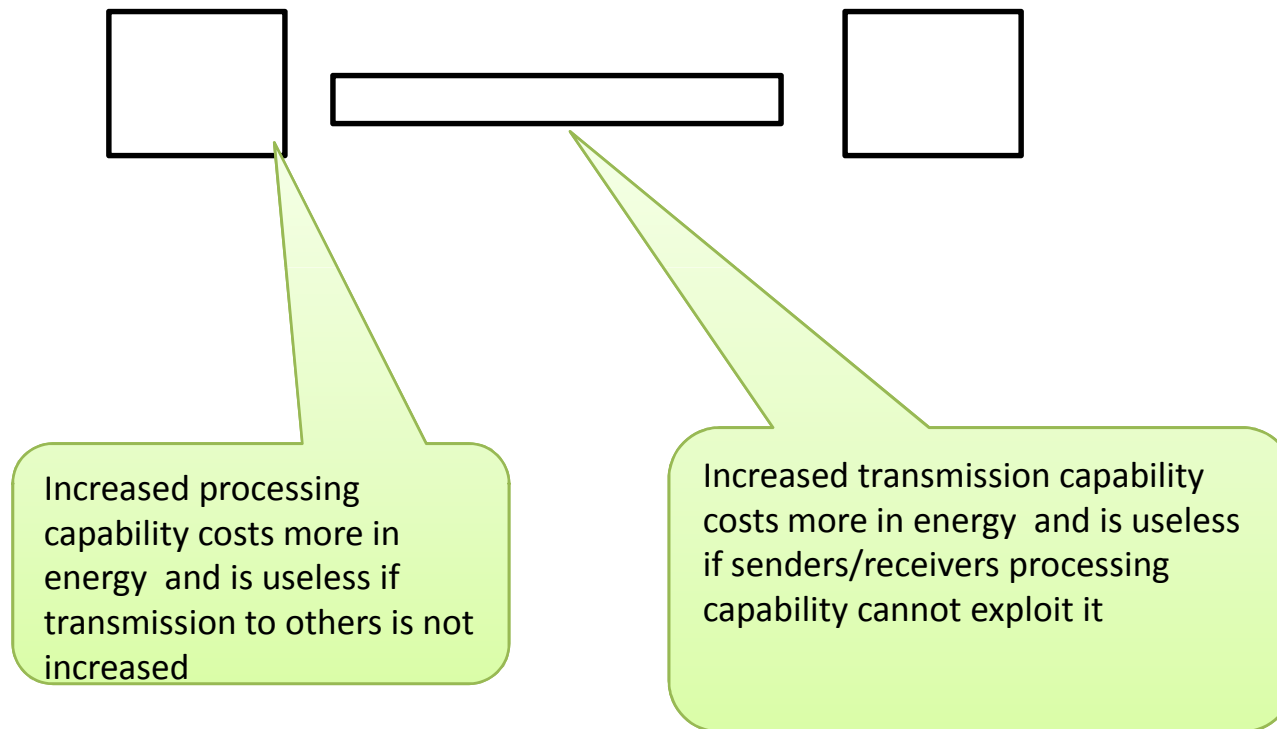 Increased processing
capability costs more in
energy  and is useless if
transmission to others is not
increased
Increased transmission capability
costs more in energy  and is useless
if senders/receivers processing
capability cannot exploit it